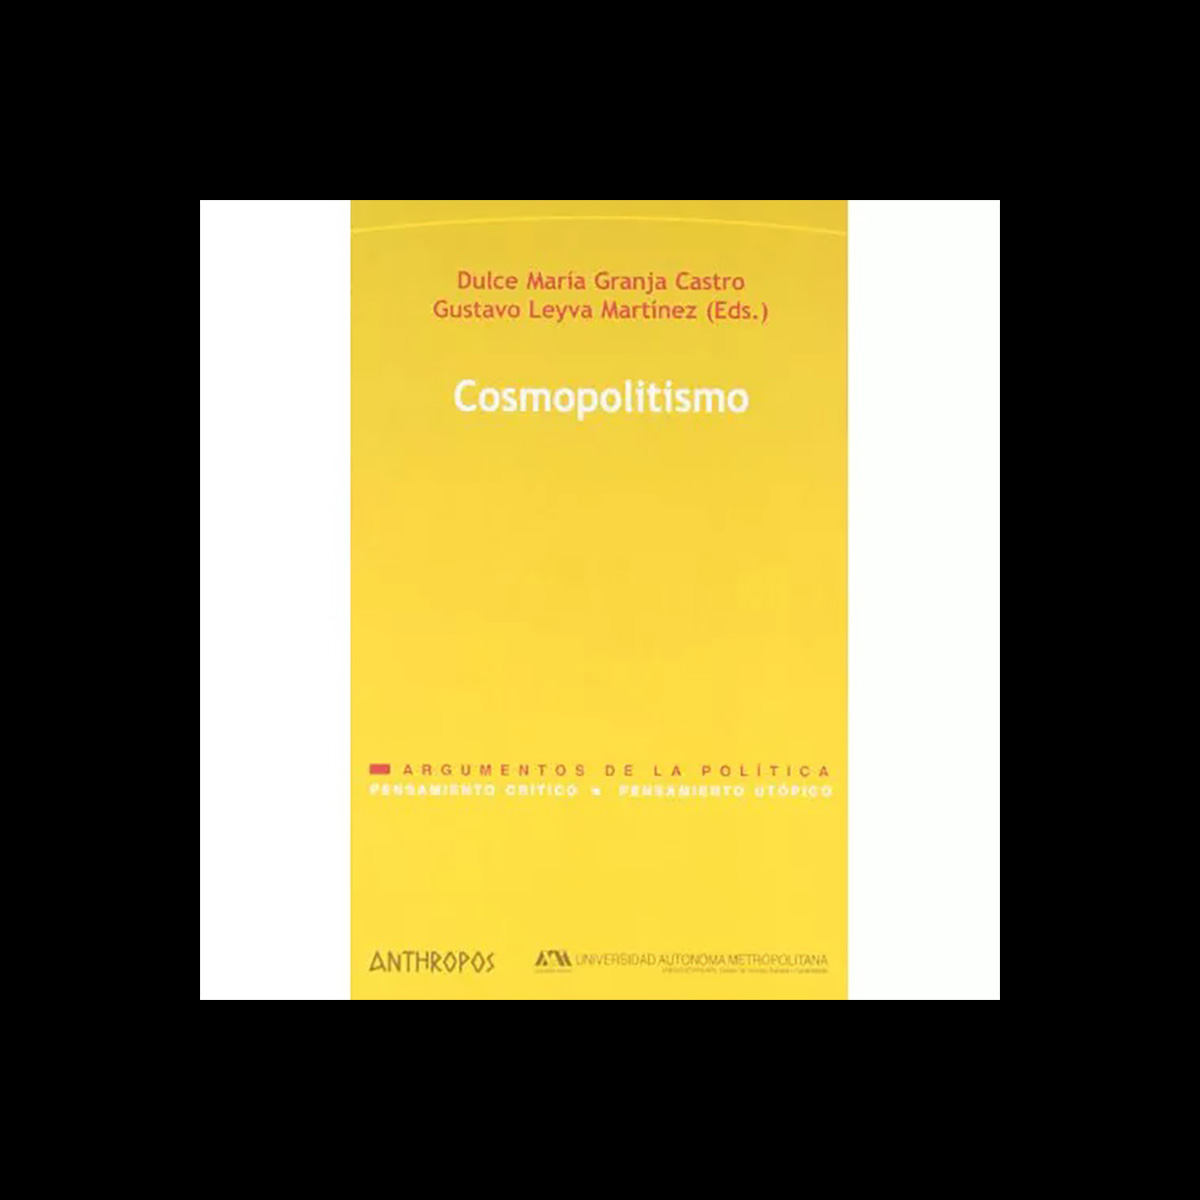 Dulce María Granja Castro
Gustavo Leyva Martínez (Eds.)
Cosmopolitismo
ARGUMENTOS DE LA POLÍTICA
PENSAMIENTO CRÍTICO PENSAMIENTO UTÓPICO
ANTHROPOS
UNIVERSIDAD AUTONOMA METROPOLITANA